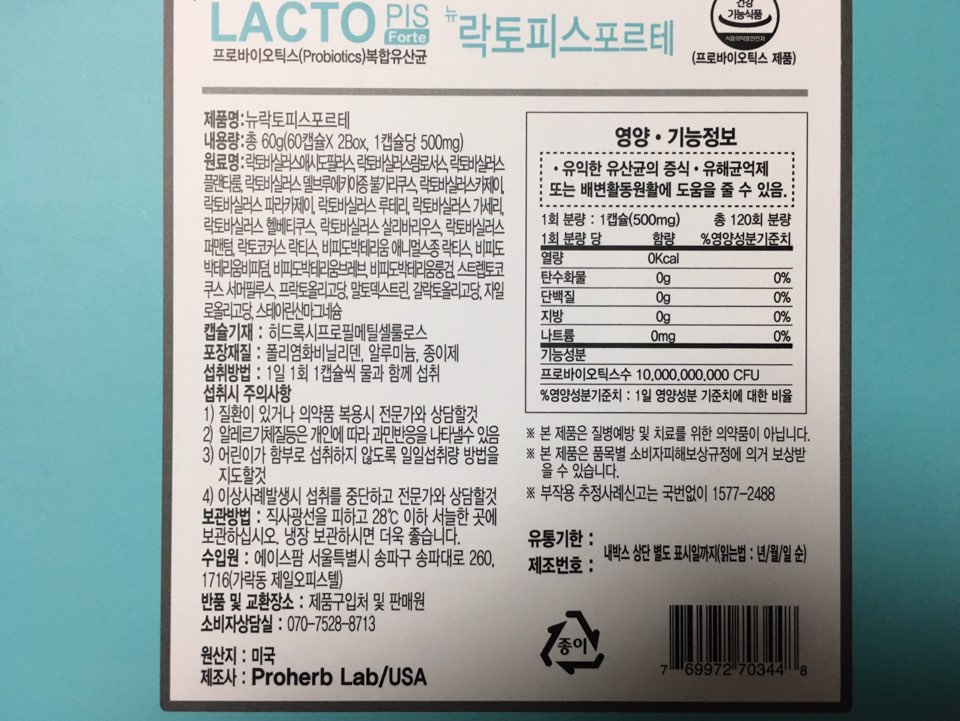 LACTO PIS Forte 뉴 락토피스포르테
프로바이오틱스(Probiotics)복합유산균
건강
기능식품
식품의약품안전처
(프로바이오틱스 제품)
제품명:뉴락토피스포르테
내용량:총 60g(60캡슐X 2Box, 1캡슐당 500mg)
원료명:락토바실러스애시도필러스, 락토바실러스람로서스, 락토바실러스
플랜타룸, 락토바실러스 델브루에키아종 불가리쿠스, 락토바실러스카제이,
락토바실러스 파라카제이, 락토바실러스 루테리, 락토바실러스 가세리,
락토바실러스 헬베티쿠스, 락토바실러스 살리바리우스, 락토바실러스
퍼맨텀, 락토코커스 락티스, 비피도박테리움 애니멀스종 락티스, 비피도
박테리움비피덤, 비피도박테리움브레브, 비피도박테리움롱검, 스트렙토코
쿠스 서머필루스, 프락토올리고당, 말토덱스트린, 갈락토올리고당, 자일
로올리고당, 스테아린산마그네슘
캡슐기재 : 히드록시프로필메틸셀룰로스
포장재질 : 폴리염화비닐리덴, 알루미늄, 종이제
섭취방법 : 1일 1회 1캡슐씩 물과 함께 섭취
섭취시 주의사항
1) 질환이 있거나 의약품 복용시 전문가와 상담할것
2) 알레르기체질등은 개인에 따라 과민반응을 나타낼수 있음
3) 어린이가 함부로 섭취하지 않도록 일일섭취량 방법을
지도할것
4) 이상사례발생시 섭취를 중단하고 전문가와 상담할것
보관방법 : 직사광선을 피하고 28℃ 이하 서늘한 곳에
보관하십시오. 냉장 보관하시면 더욱 좋습니다.
수입원 : 에이스팜 서울특별시 송파구 송파대로 260,
1716(가락동 제일오피스텔)
반품 및 교환장소 : 제품구입처 및 판매원
소비자상담실 : 070-7528-8713
원산지 : 미국
제조사 : Proherb Lab/USA
영양·기능정보
·유익한 유산균의 증식·유해균억제
또는 배변활동원활에 도움을 줄 수 있음.
1회 분량 : 1캡슐(500mg) 총 120회 분량
1회 분량 당 함량 %영양성분기준치
열량 0Kcal
탄수화물 0g 0%
단백질 0g 0%
지방 0g 0%
나트륨 0mg 0%
기능성분
프로바이오틱스수 10,000,000,000 CFU
%영양성분기준치 : 1일 영양성분 기준치에 대한 비율
※ 본 제품은 질병예방 및 치료를 위한 의약품이 아닙니다.
※ 본 제품은 품목별 소비자피해보상규정에 의거 보상받
을 수 있습니다.
※ 부작용 추정사례신고는 국번없이 1577-2488
유통기한 :
제조번호 : 내박스 상단 별도 표시일까지(읽는법 : 년/월/일 순)
종이
7 69972 70344 8